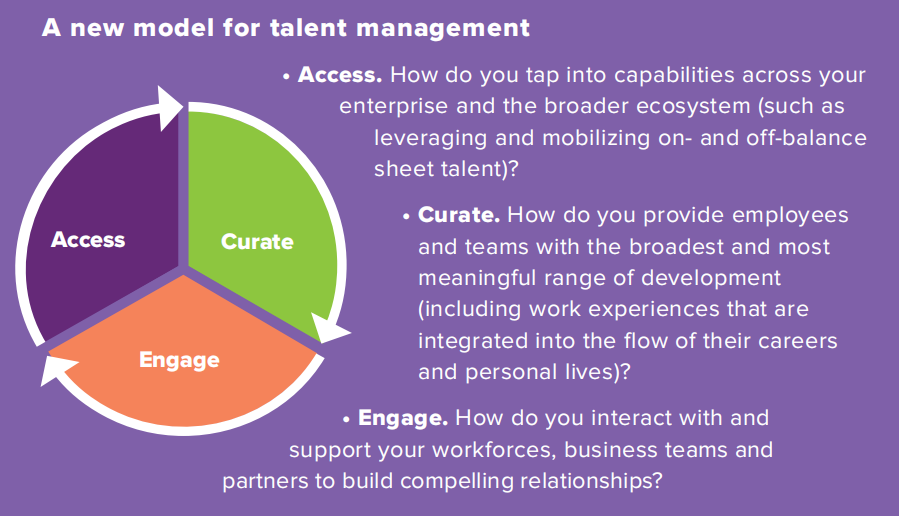 A new model for talent management
• Access. How do you tap into capabilities across your
enterprise and the broader ecosystem (such as
leveraging and mobilizing on- and off-balance
sheet talent)?
• Curate. How do you provide employees
and teams with the broadest and most
meaningful range of development
(including work experiences that are
integrated into the flow of their careers
and personal lives)?
• Engage. How do you interact with and
support your workforces, business teams and
partners to build compelling relationships?
Access
Curate
Engage